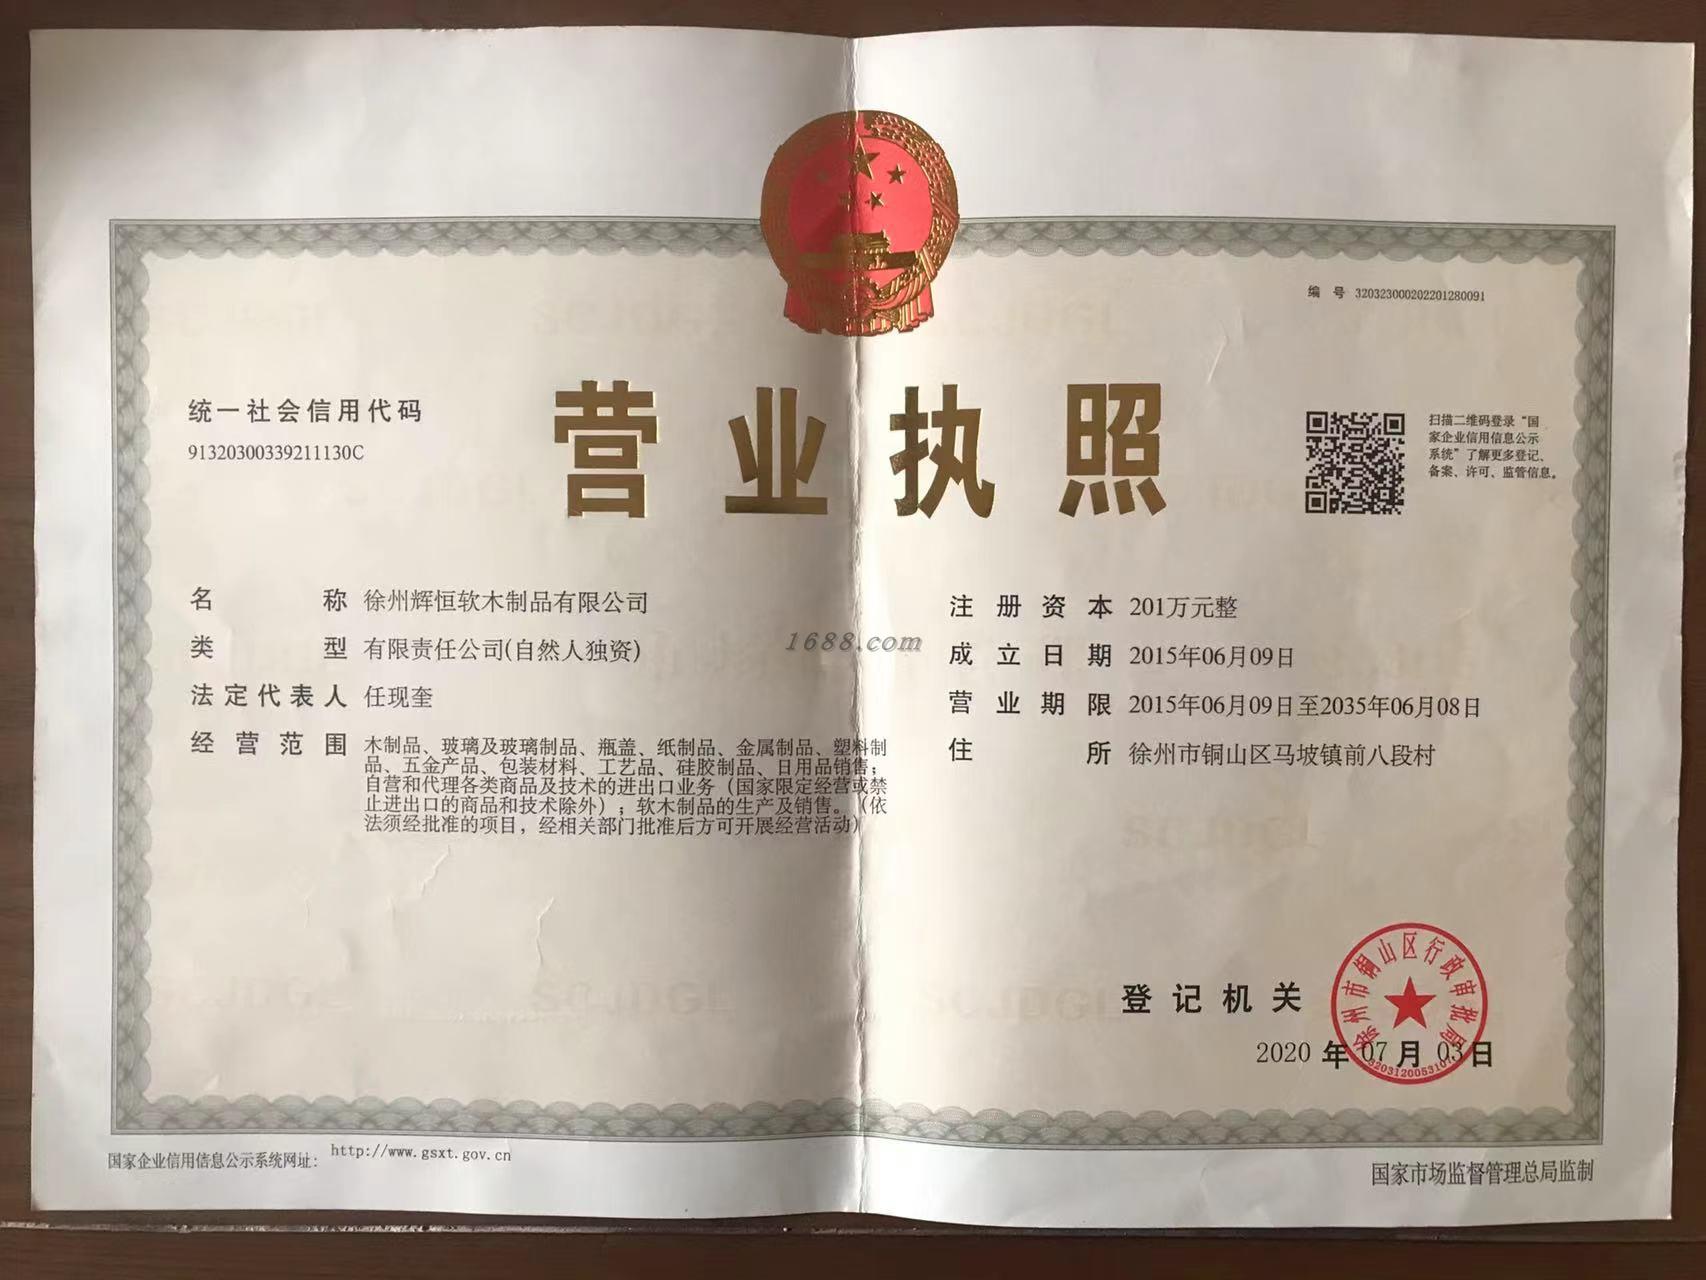 编 号 320323000202201280091
统一社会信用代码
91320300339211130C
营业执照
扫描二维码登录“国
家企业信用信息公示
系统”了解更多登记、
备案、许可、监管信息。
名 称 徐州辉恒软木制品有限公司
类 型 有限责任公司(自然人独资)
法定代表人 任现奎
经营范围 木制品、玻璃及玻璃制品、瓶盖、纸制品、金属制品、塑料制
品、五金产品、包装材料、工艺品、硅胶制品、日用品销售；
自营和代理各类商品及技术的进出口业务（国家限定经营或禁
止进出口的商品和技术除外）；软木制品的生产及销售。（依
法须经批准的项目，经相关部门批准后方可开展经营活动）
1688.com
注册资本 201万元整
成立日期 2015年06月09日
营业期限 2015年06月09日至2035年06月08日
住 所 徐州市铜山区马坡镇前八段村
登记机关
徐州市铜山区行政审批局
2020 年 07 月 03 日
国家企业信用信息公示系统网址： http://www.gsxt.gov.cn
国家市场监督管理总局监制